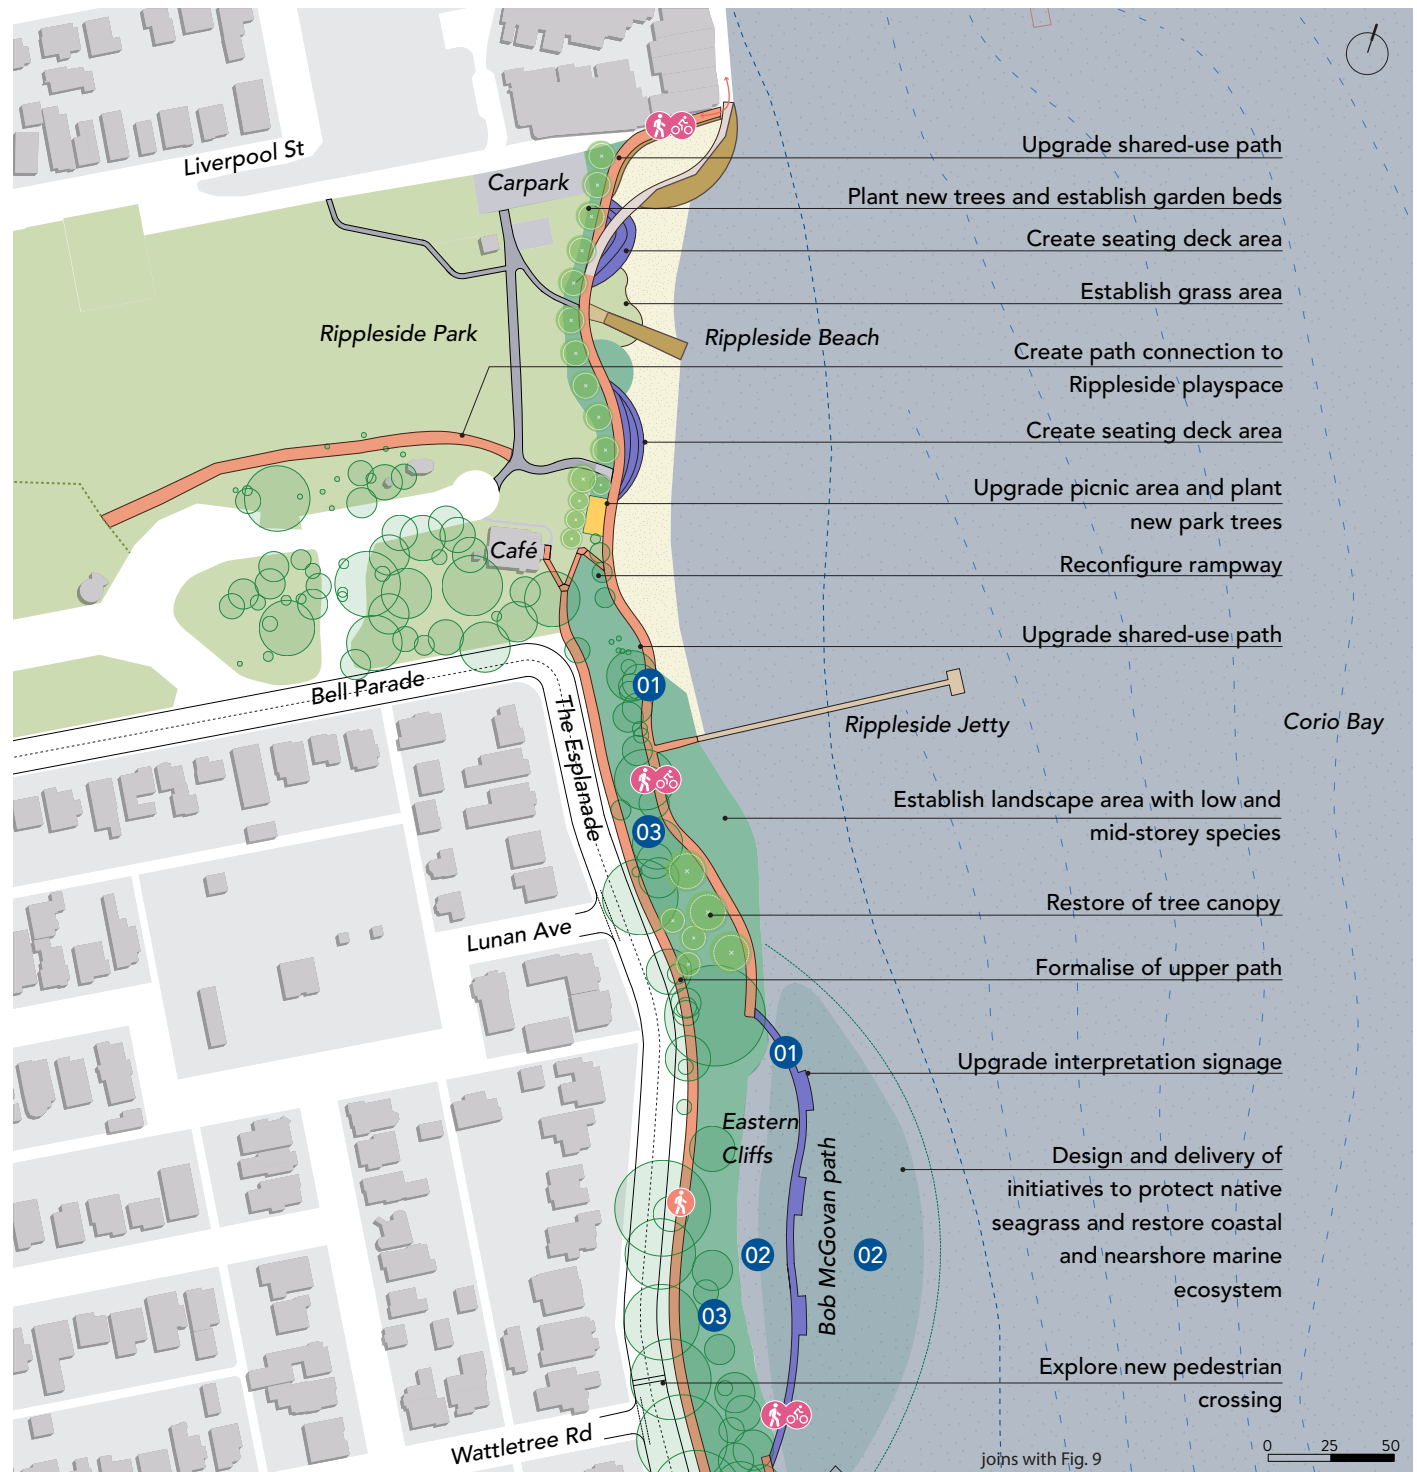 Liverpool St
Carpark
Upgrade shared-use path
Plant new trees and establish garden beds
Create seating deck area
Establish grass area
Rippleside Park
Rippleside Beach
Create path connection to
Rippleside playspace
Create seating deck area
Upgrade picnic area and plant
new park trees
Café
Reconfigure rampway
Upgrade shared-use path
Bell Parade
The Esplanade
01
Rippleside Jetty
Corio Bay
Establish landscape area with low and
mid-storey species
03
Restore of tree canopy
Lunan Ave
Formalise of upper path
01
Upgrade interpretation signage
Eastern
Cliffs
Bob McGovan path
Design and delivery of
initiatives to protect native
seagrass and restore coastal
and nearshore marine
ecosystem
02
02
03
Explore new pedestrian
crossing
Wattletree Rd
joins with Fig. 9
0 25 50